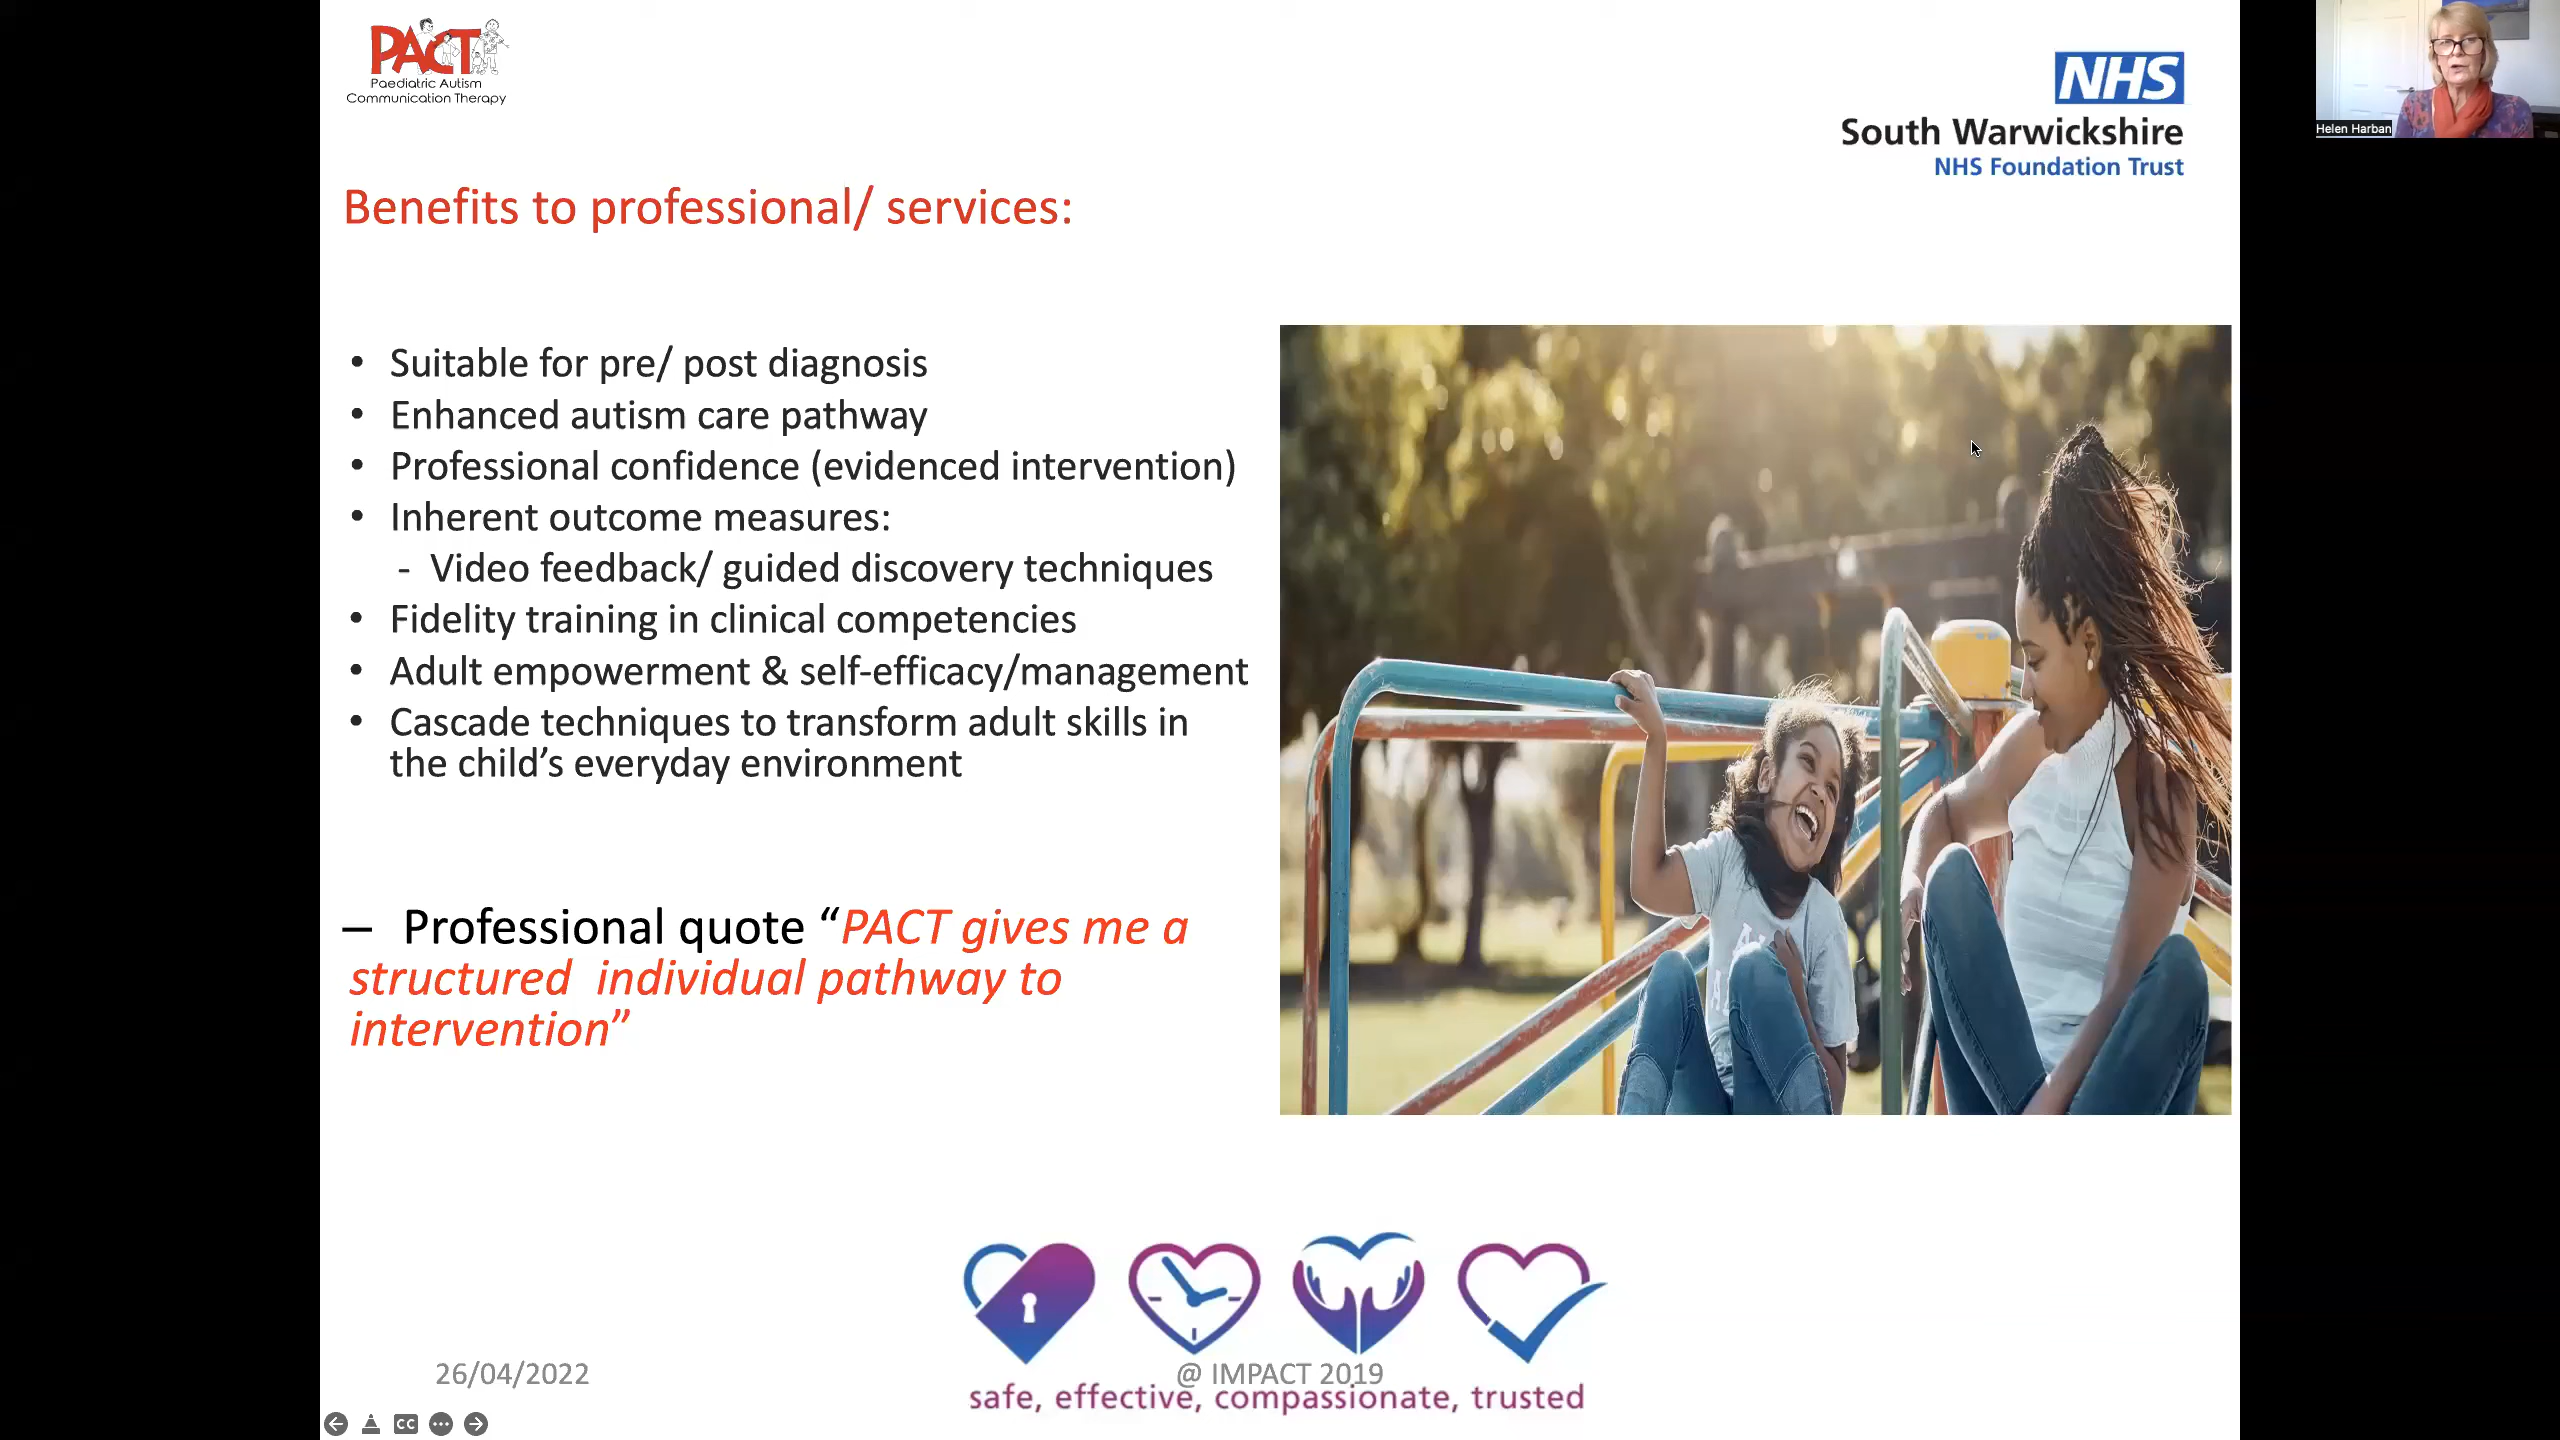 PACT
Paediatric Autism
Communication Therapy
NHS
South Warwickshire
NHS Foundation Trust
Helen Harban
Benefits to professional/ services:
• Suitable for pre/ post diagnosis
• Enhanced autism care pathway
• Professional confidence (evidenced intervention)
• Inherent outcome measures:
- Video feedback/ guided discovery techniques
• Fidelity training in clinical competencies
• Adult empowerment & self-efficacy/management
• Cascade techniques to transform adult skills in
the child’s everyday environment
– Professional quote “PACT gives me a
structured  individual pathway to
intervention”
26/04/2022
@ IMPACT 2019
safe, effective, compassionate, trusted
CC